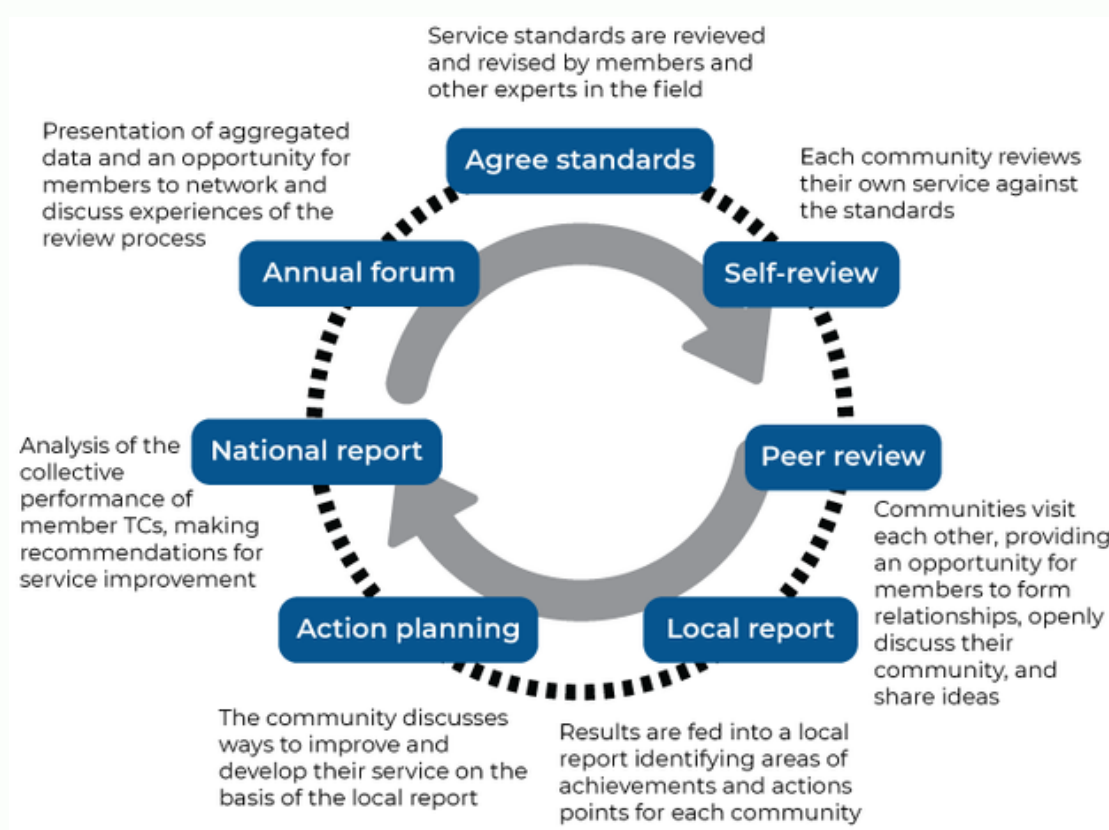 Service standards are revieved
and revised by members and
other experts in the field
Agree standards
Each community reviews
their own service against
the standards
Self-review
Peer review
Communities visit
each other, providing
an opportunity for
members to form
relationships, openly
discuss their
community, and
share ideas
Local report
Results are fed into a local
report identifying areas of
achievements and actions
points for each community
Action planning
The community discusses
ways to improve and
develop their service on the
basis of the local report
National report
Analysis of the
collective
performance of
member TCs, making
recommendations for
service improvement
Annual forum
Presentation of aggregated
data and an opportunity for
members to network and
discuss experiences of the
review process